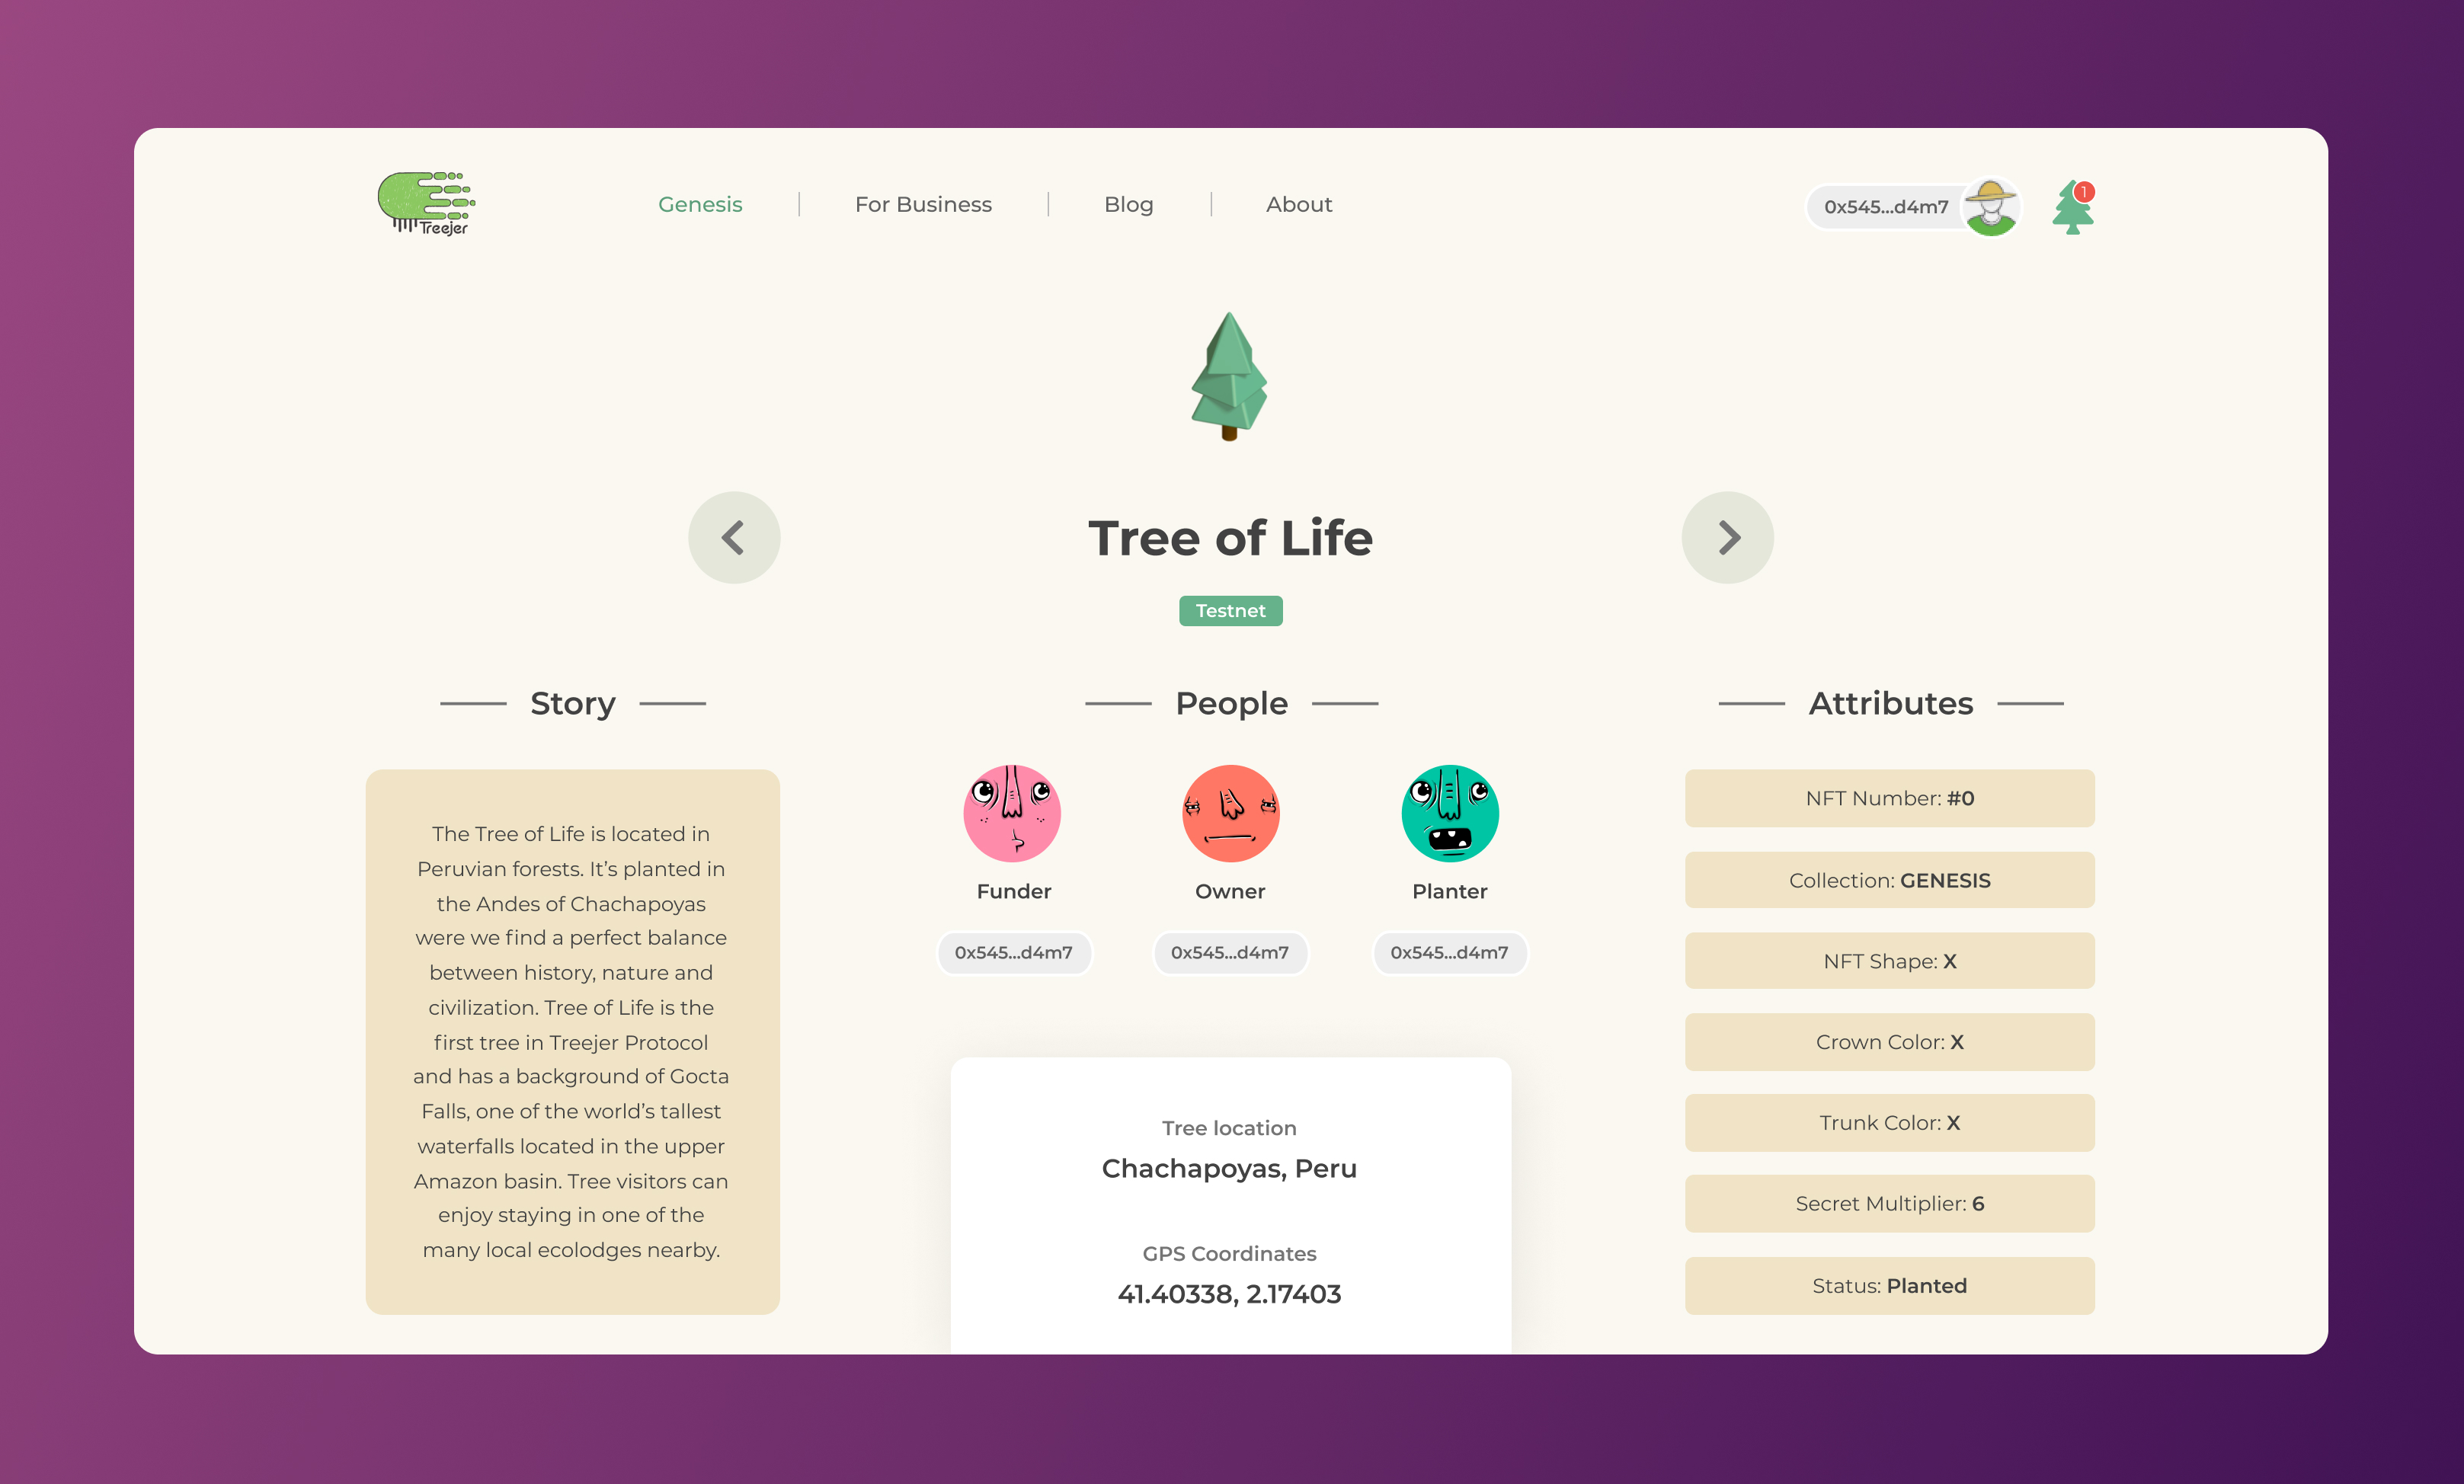 Treejer
Genesis
For Business
Blog
About
0x545...d4m7
1
Tree of Life
Testnet
Story
The Tree of Life is located in
Peruvian forests. It’s planted in
the Andes of Chachapoyas
were we find a perfect balance
between history, nature and
civilization. Tree of Life is the
first tree in Treejer Protocol
and has a background of Gocta
Falls, one of the world’s tallest
waterfalls located in the upper
Amazon basin. Tree visitors can
enjoy staying in one of the
many local ecolodges nearby.
People
Funder
Owner
Planter
0x545...d4m7
0x545...d4m7
0x545...d4m7
Tree location
Chachapoyas, Peru
GPS Coordinates
41.40338, 2.17403
Attributes
NFT Number: #0
Collection: GENESIS
NFT Shape: X
Crown Color: X
Trunk Color: X
Secret Multiplier: 6
Status: Planted